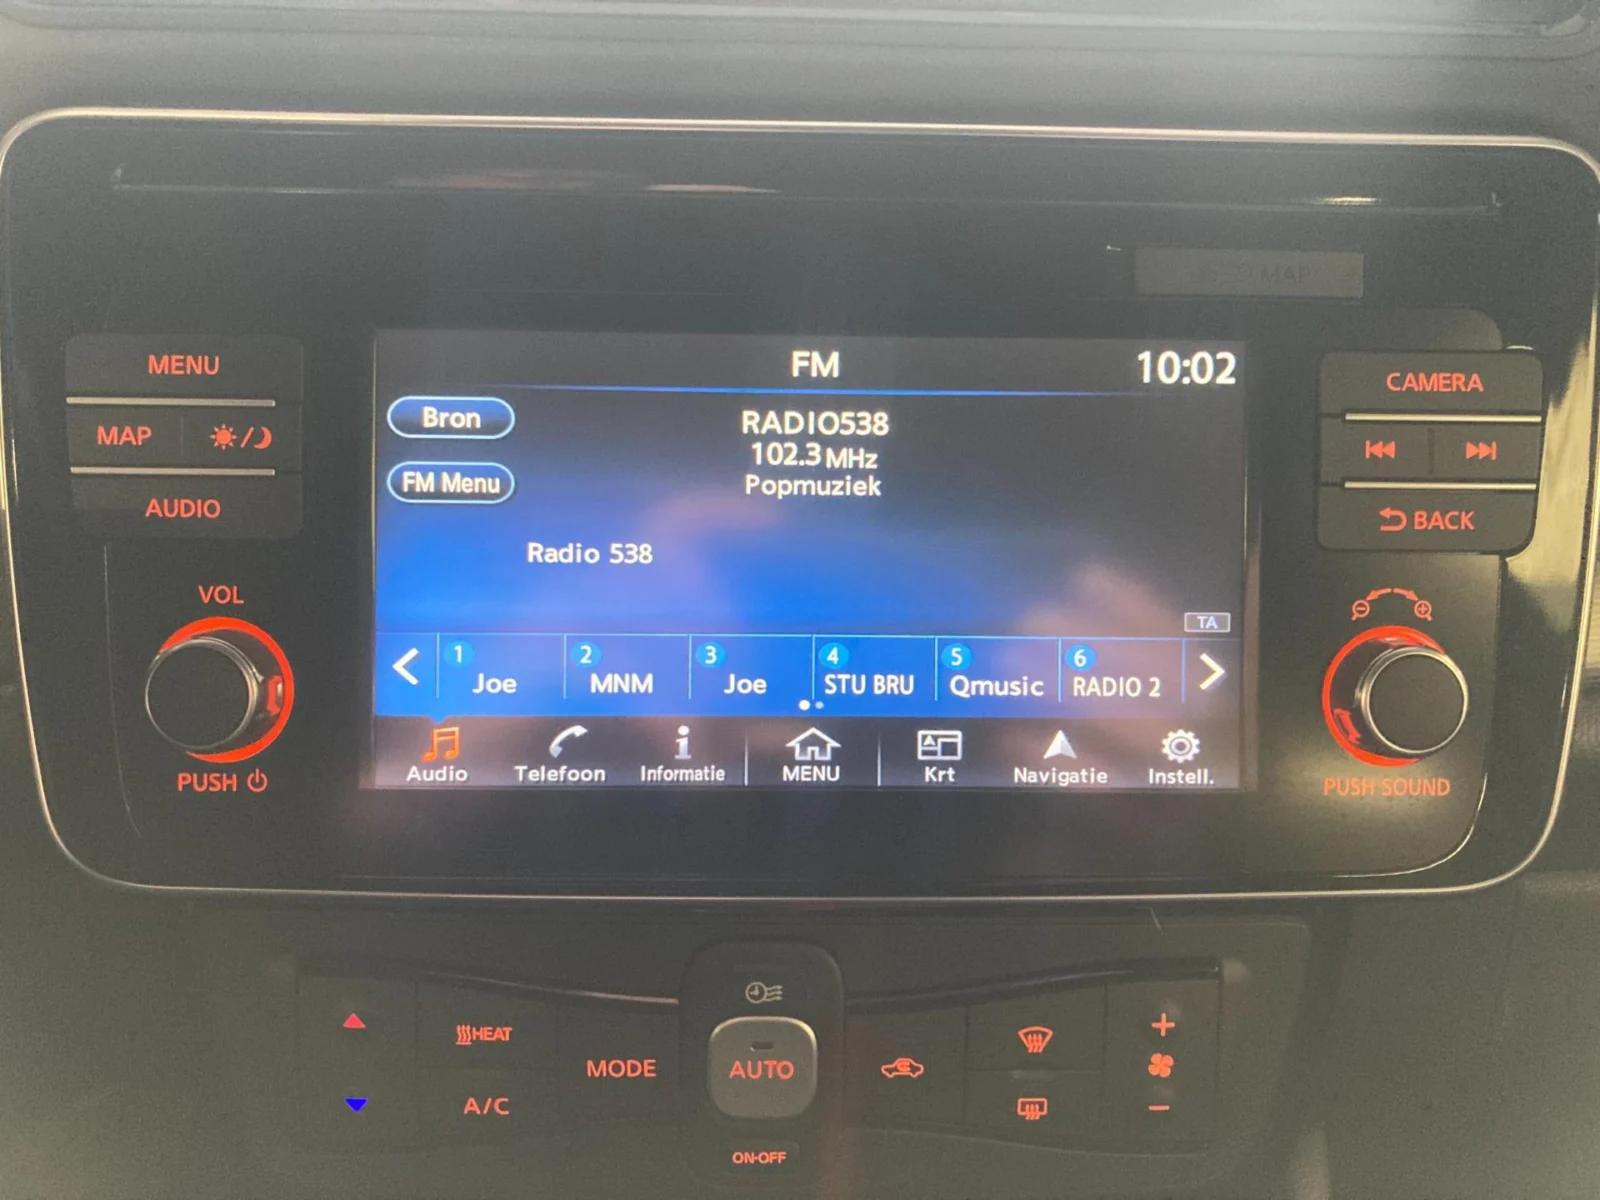 MAP
FM
10:02
MENU
MAP
AUDIO
Bron
FM Menu
RADIO538
102.3 MHz
Popmuziek
Radio 538
TA
CAMERA
BACK
VOL
PUSH
PUSH SOUND
1 Joe
2 MNM
3 Joe
4 STU BRU
5 Qmusic
6 RADIO 2
Audio
Telefoon
Informatie
MENU
Krt
Navigatie
Instell.
HEAT
A/C
MODE
AUTO
ON·OFF